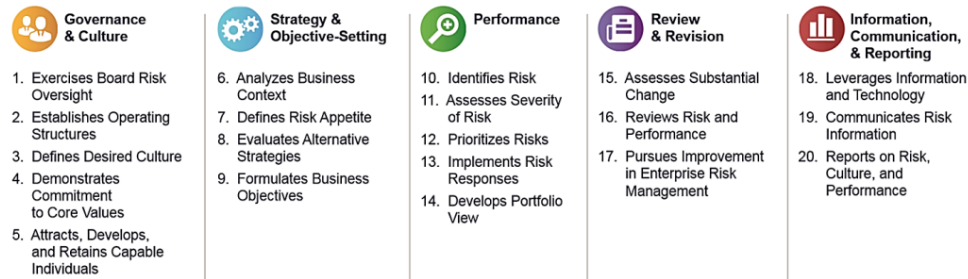 Governance
& Culture
1. Exercises Board Risk
Oversight
2. Establishes Operating
Structures
3. Defines Desired Culture
4. Demonstrates
Commitment
to Core Values
5. Attracts, Develops,
and Retains Capable
Individuals
Strategy &
Objective-Setting
6. Analyzes Business
Context
7. Defines Risk Appetite
8. Evaluates Alternative
Strategies
9. Formulates Business
Objectives
Performance
10. Identifies Risk
11. Assesses Severity
of Risk
12. Prioritizes Risks
13. Implements Risk
Responses
14. Develops Portfolio
View
Review
& Revision
15. Assesses Substantial
Change
16. Reviews Risk and
Performance
17. Pursues Improvement
in Enterprise Risk
Management
Information,
Communication,
& Reporting
18. Leverages Information
and Technology
19. Communicates Risk
Information
20. Reports on Risk,
Culture, and
Performance